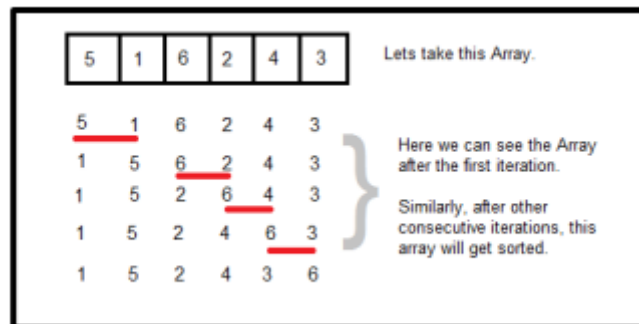 5 1 6 2 4 3
Lets take this Array.
5 1 6 2 4 3
1 5 6 2 4 3
1 5 2 6 4 3
1 5 2 4 6 3
1 5 2 4 3 6
Here we can see the Array
after the first iteration.
Similarly, after other
consecutive iterations, this
array will get sorted.